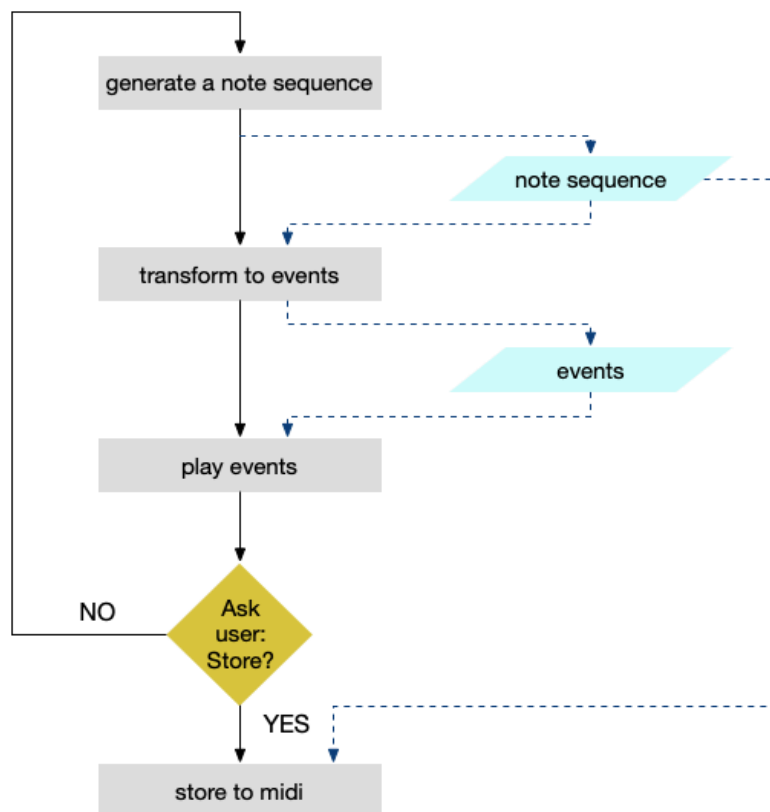 generate a note sequence
note sequence
transform to events
events
play events
NO
Ask
user:
Store?
YES
store to midi